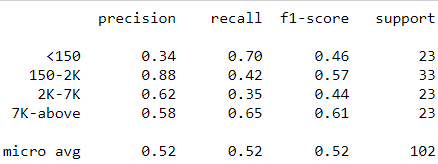 precision recall f1-score support
<150 0.34 0.70 0.46 23
150-2K 0.88 0.42 0.57 33
2K-7K 0.62 0.35 0.44 23
7K-above 0.58 0.65 0.61 23
micro avg 0.52 0.52 0.52 102